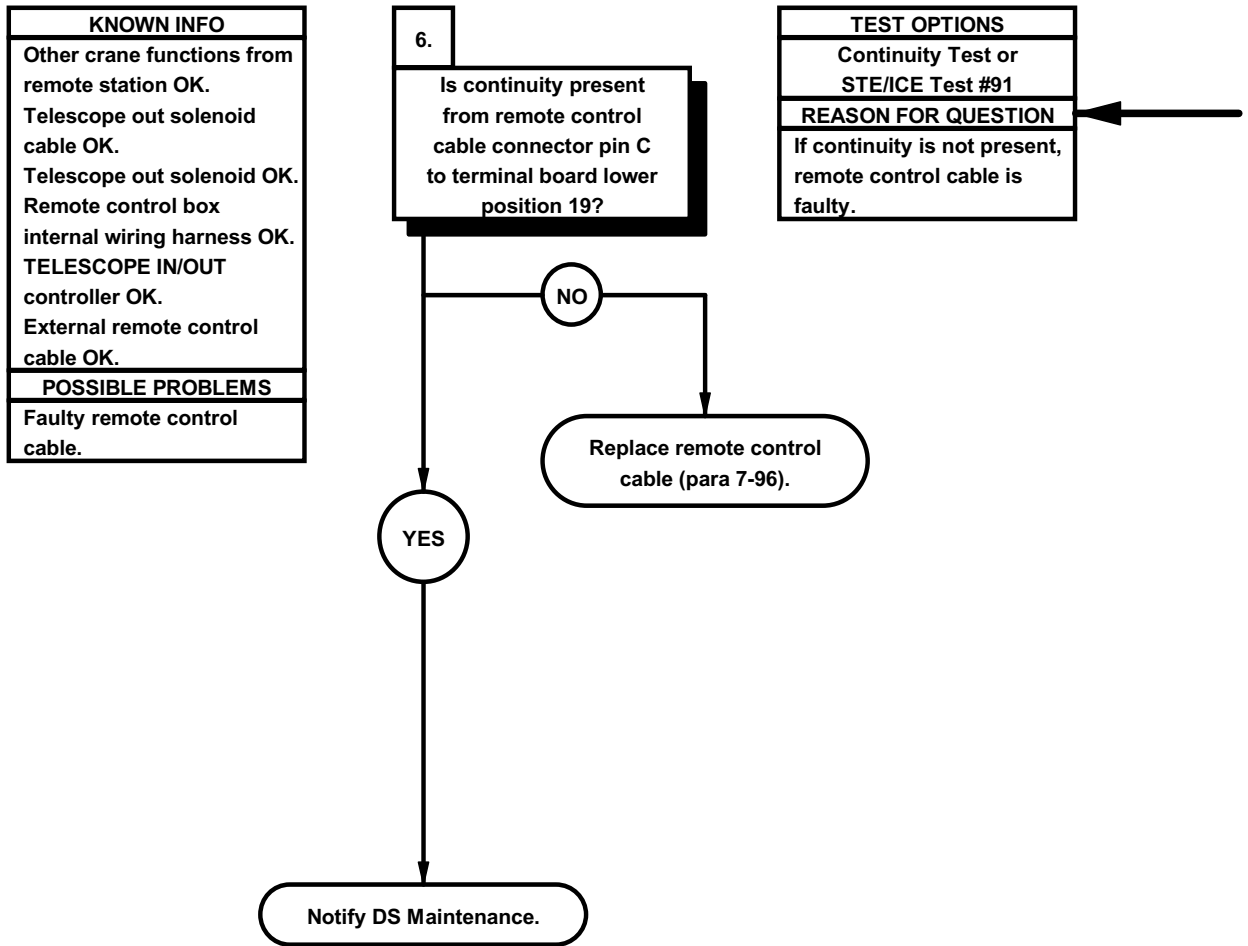 KNOWN INFO
Other crane functions from
remote station OK.
Telescope out solenoid
cable OK.
Telescope out solenoid OK.
Remote control box
internal wiring harness OK.
TELESCOPE IN/OUT
controller OK.
External remote control
cable OK.
POSSIBLE PROBLEMS
Faulty remote control
cable.
6.
Is continuity present
from remote control
cable connector pin C
to terminal board lower
position 19?
TEST OPTIONS
Continuity Test or
STE/ICE Test #91
REASON FOR QUESTION
If continuity is not present,
remote control cable is
faulty.
NO
Replace remote control
cable (para 7-96).
YES
Notify DS Maintenance.